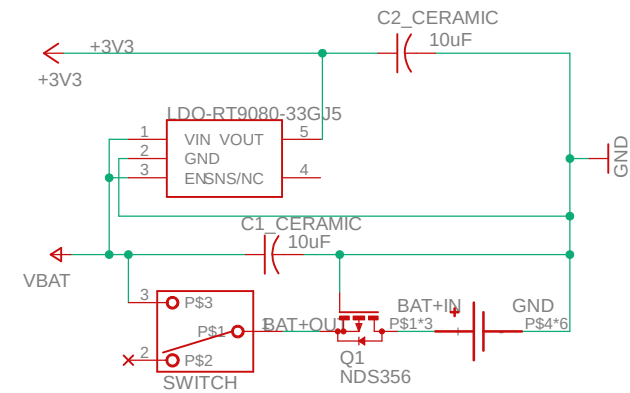 C2_CERAMIC
10uF
+3V3
+3V3
LDO-RT9080-33GJ5
1 VIN VOUT 5
2 GND
3 EN SNS/NC 4
GND
C1_CERAMIC
10uF
VBAT
3 P$3
P$1 1
2 P$2
SWITCH
BAT+OUT
BAT+IN
+
P$1*3
GND
P$4*6
Q1
NDS356